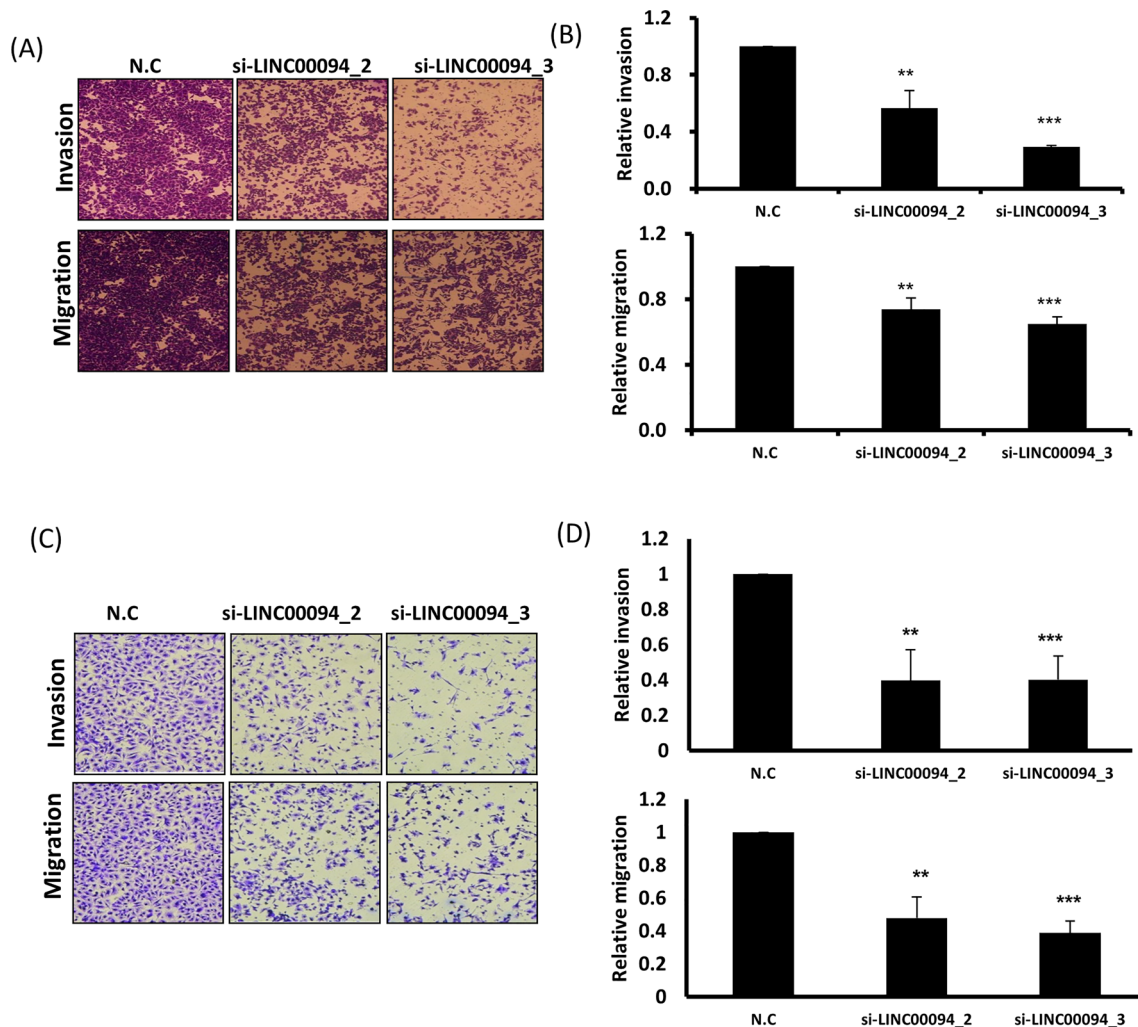 (A)
N.C si-LINC00094_2 si-LINC00094_3
Invasion
Migration
(B)
Relative invasion
1.2
1.0
0.8
0.4
0.0
** ***
N.C si-LINC00094_2 si-LINC00094_3
Relative migration
1.2
0.8
0.4
0.0
** ***
N.C si-LINC00094_2 si-LINC00094_3
(C)
N.C si-LINC00094_2 si-LINC00094_3
Invasion
Migration
(D)
Relative invasion
1.2
1
0.8
0.6
0.4
0.2
0
** ***
N.C si-LINC00094_2 si-LINC00094_3
Relative migration
1.2
1
0.8
0.6
0.4
0.2
0
** ***
N.C si-LINC00094_2 si-LINC00094_3